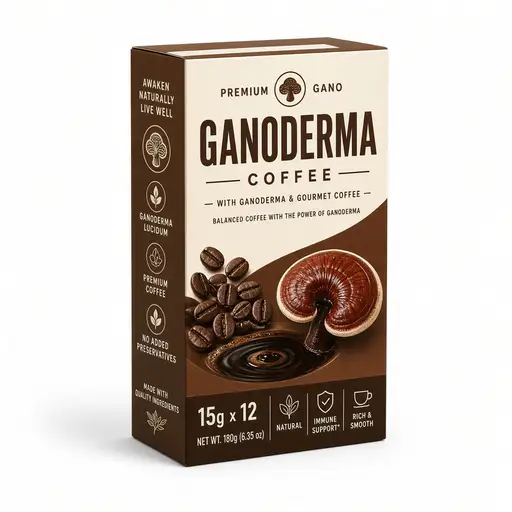 PREMIUM GANO
GANODERMA
COFFEE
WITH GANODERMA & GOURMET COFFEE
BALANCED COFFEE WITH THE POWER OF GANODERMA
15g x 12
NET WT. 180g (6.35 oz)
NATURAL
IMMUNE
SUPPORT*
RICH &
SMOOTH
AWAKEN
NATURALLY
LIVE WELL
GANODERMA
LUCIDUM
PREMIUM
COFFEE
NO ADDED
PRESERVATIVES
MADE WITH
QUALITY INGREDIENTS